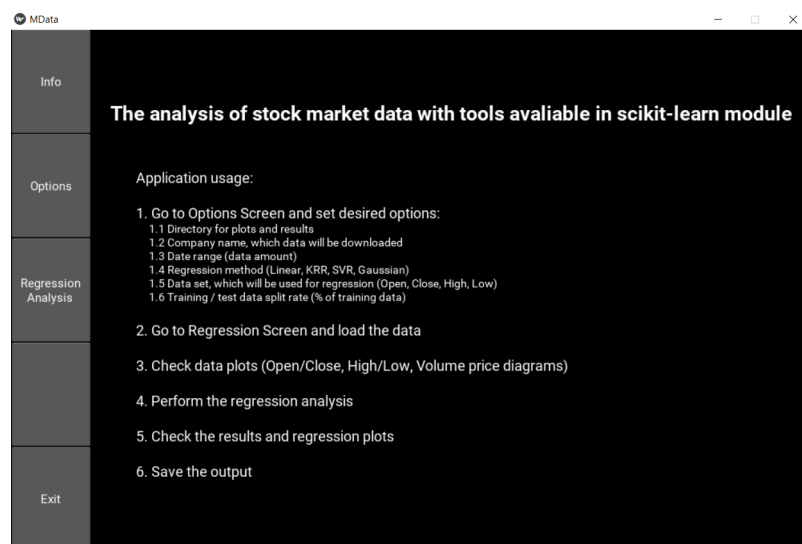 MData
Info
Options
Regression
Analysis
Exit
The analysis of stock market data with tools avaliable in scikit-learn module
Application usage:
1. Go to Options Screen and set desired options:
1.1 Directory for plots and results
1.2 Company name, which data will be downloaded
1.3 Date range (data amount)
1.4 Regression method (Linear, KRR, SVR, Gaussian)
1.5 Data set, which will be used for regression (Open, Close, High, Low)
1.6 Training / test data split rate (% of training data)
2. Go to Regression Screen and load the data
3. Check data plots (Open/Close, High/Low, Volume price diagrams)
4. Perform the regression analysis
5. Check the results and regression plots
6. Save the output